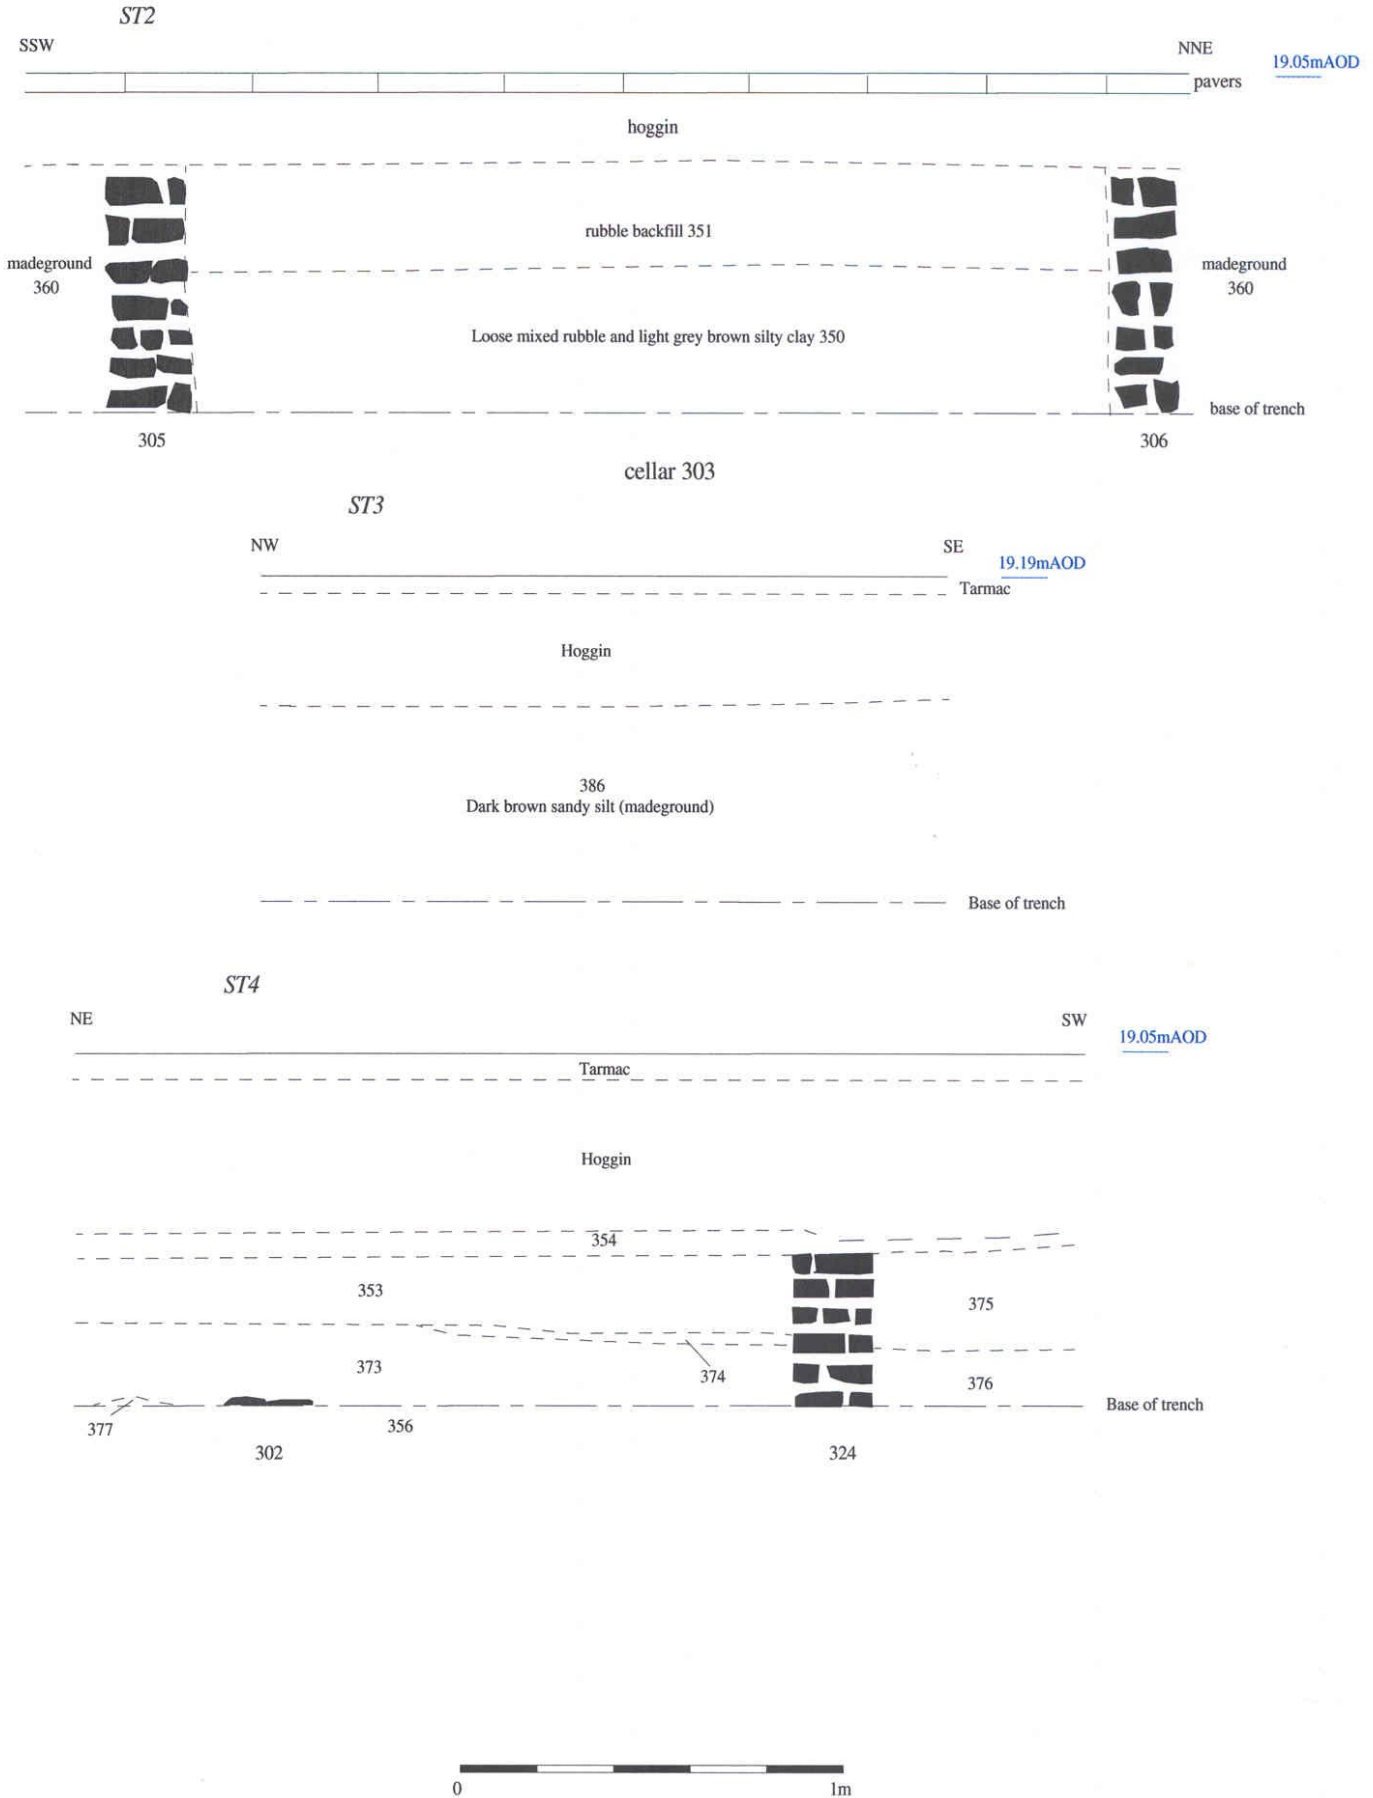 ST2
SSW
NNE
19.05mAOD
pavers
hoggin
rubble backfill 351
madeground
360
madeground
360
Loose mixed rubble and light grey brown silty clay 350
base of trench
305
306
cellar 303
ST3
NW
SE
19.19mAOD
Tarmac
Hoggin
386
Dark brown sandy silt (madeground)
Base of trench
ST4
NE
SW
19.05mAOD
Tarmac
Hoggin
354
353
375
373
374
376
Base of trench
377
356
302
324
0
1m